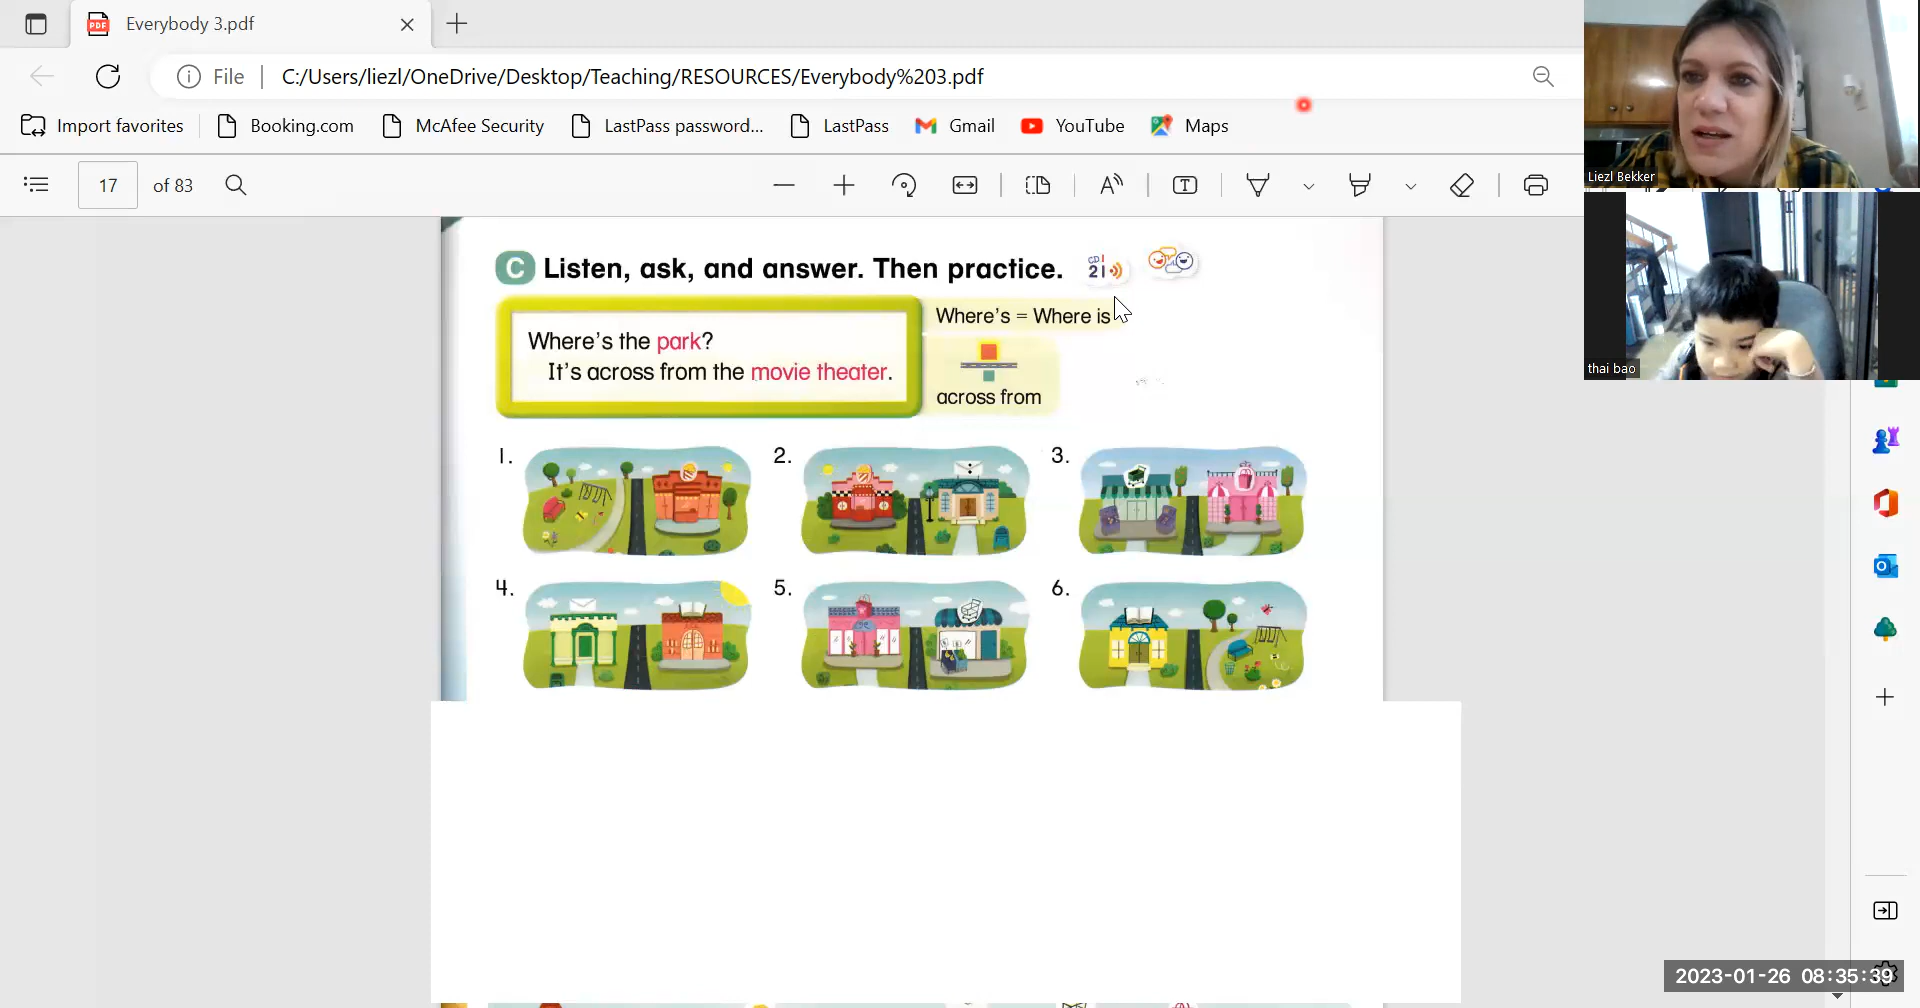 Everybody 3.pdf
File
C:/Users/liezl/OneDrive/Desktop/Teaching/RESOURCES/Everybody%203.pdf
Import favorites
Booking.com
McAfee Security
LastPass password...
LastPass
Gmail
YouTube
Maps
17 of 83
Liezl Bekker
thai bao
C Listen, ask, and answer. Then practice.
CD1
21
Where's the park?
It's across from the movie theater.
Where's = Where is
across from
1.
2.
3.
4.
5.
6.
2023-01-26 08:35:39